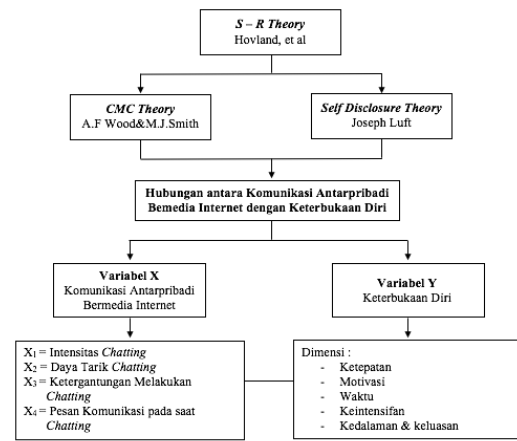 S – R Theory
Hovland, et al
CMC Theory
A.F Wood&M.J.Smith
Self Disclosure Theory
Joseph Luft
Hubungan antara Komunikasi Antarpribadi
Bemedia Internet dengan Keterbukaan Diri
Variabel X
Komunikasi Antarpribadi
Bermedia Internet
Variabel Y
Keterbukaan Diri
X₁ = Intensitas Chatting
X₂ = Daya Tarik Chatting
X₃ = Ketergantungan Melakukan
Chatting
X₄ = Pesan Komunikasi pada saat
Chatting
Dimensi :
- Ketepatan
- Motivasi
- Waktu
- Keintensifan
- Kedalaman & keluasan